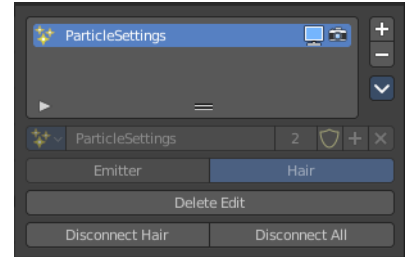 ParticleSettings
ParticleSettings 2
Emitter Hair
Delete Edit
Disconnect Hair Disconnect All